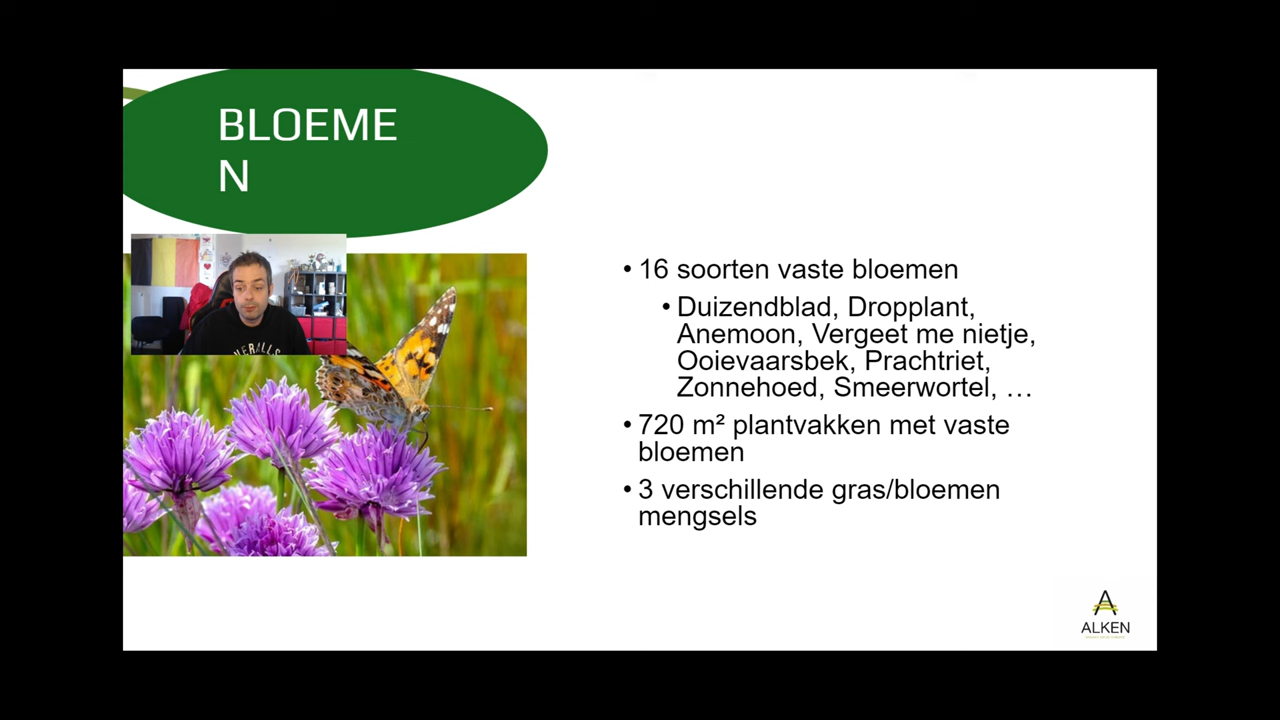 BLOEME
N
• 16 soorten vaste bloemen
• Duizendblad, Dropplant,
Anemoon, Vergeet me nietje,
Ooievaarsbek, Prachtriet,
Zonnehoed, Smeerwortel, …
• 720 m² plantvakken met vaste
bloemen
• 3 verschillende gras/bloemen
mengsels
ALKEN